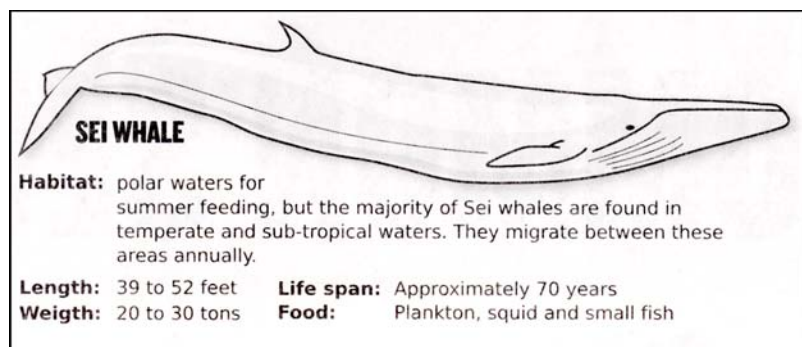 SEI WHALE
Habitat: polar waters for
summer feeding, but the majority of Sei whales are found in
temperate and sub-tropical waters. They migrate between these
areas annually.
Length: 39 to 52 feet Life span: Approximately 70 years
Weigth: 20 to 30 tons Food: Plankton, squid and small fish